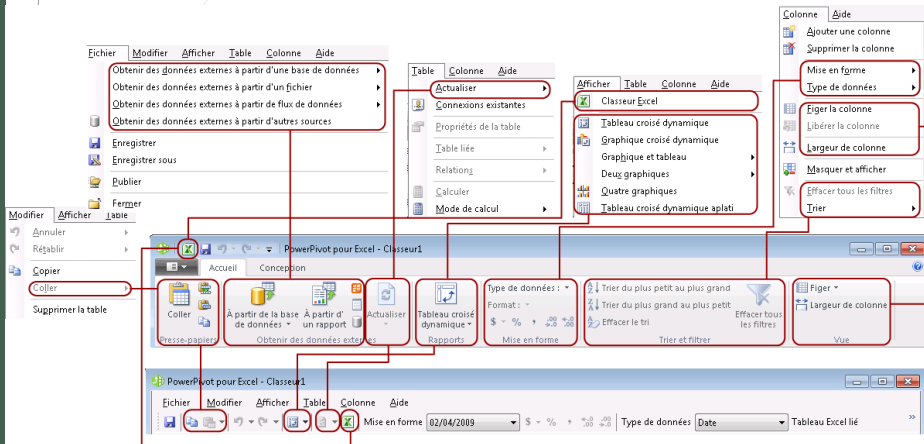 Colonne Aide
Ajouter une colonne
Supprimer la colonne
Mise en forme
Type de données
Figer la colonne
Libérer la colonne
Largeur de colonne
Masquer et afficher
Effacer tous les filtres
Trier
Fichier Modifier Afficher Table Colonne Aide
Obtenir des données externes à partir d'une base de données
Obtenir des données externes à partir d'un fichier
Obtenir des données externes à partir de flux de données
Obtenir des données externes à partir d'autres sources
Enregistrer
Enregistrer sous
Publier
Fermer
Table Colonne Aide
Actualiser
Connexions existantes
Propriétés de la table
Table liée
Relations
Calculer
Mode de calcul
Afficher Table Colonne Aide
Classeur Excel
Tableau croisé dynamique
Graphique croisé dynamique
Graphique et tableau
Deux graphiques
Quatre graphiques
Tableau croisé dynamique aplati
Modifier Afficher Table
Annuler
Rétablir
Copier
Coller
Supprimer la table
PowerPivot pour Excel - Classeur1
Accueil Conception
Coller
Presse-papiers
À partir de la base de données
À partir d' un rapport
Obtenir des données externes
Actualiser
Tableau croisé dynamique
Rapports
Type de données :
Format :
$ % ,
Mise en forme
Trier du plus petit au plus grand
Trier du plus grand au plus petit
Effacer le tri
Effacer tous les filtres
Trier et filtrer
Figer
Largeur de colonne
Vue
PowerPivot pour Excel - Classeur1
Fichier Modifier Afficher Table Colonne Aide
Mise en forme 02/04/2009 $ % , Type de données Date Tableau Excel lié